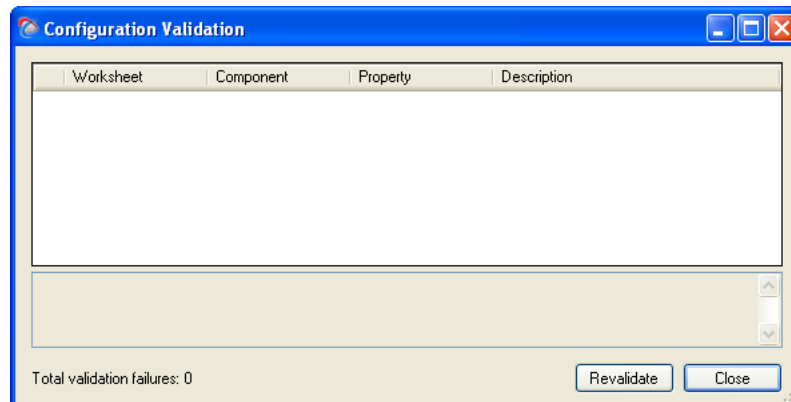 Configuration Validation
Worksheet Component Property Description
Total validation failures: 0 Revalidate Close